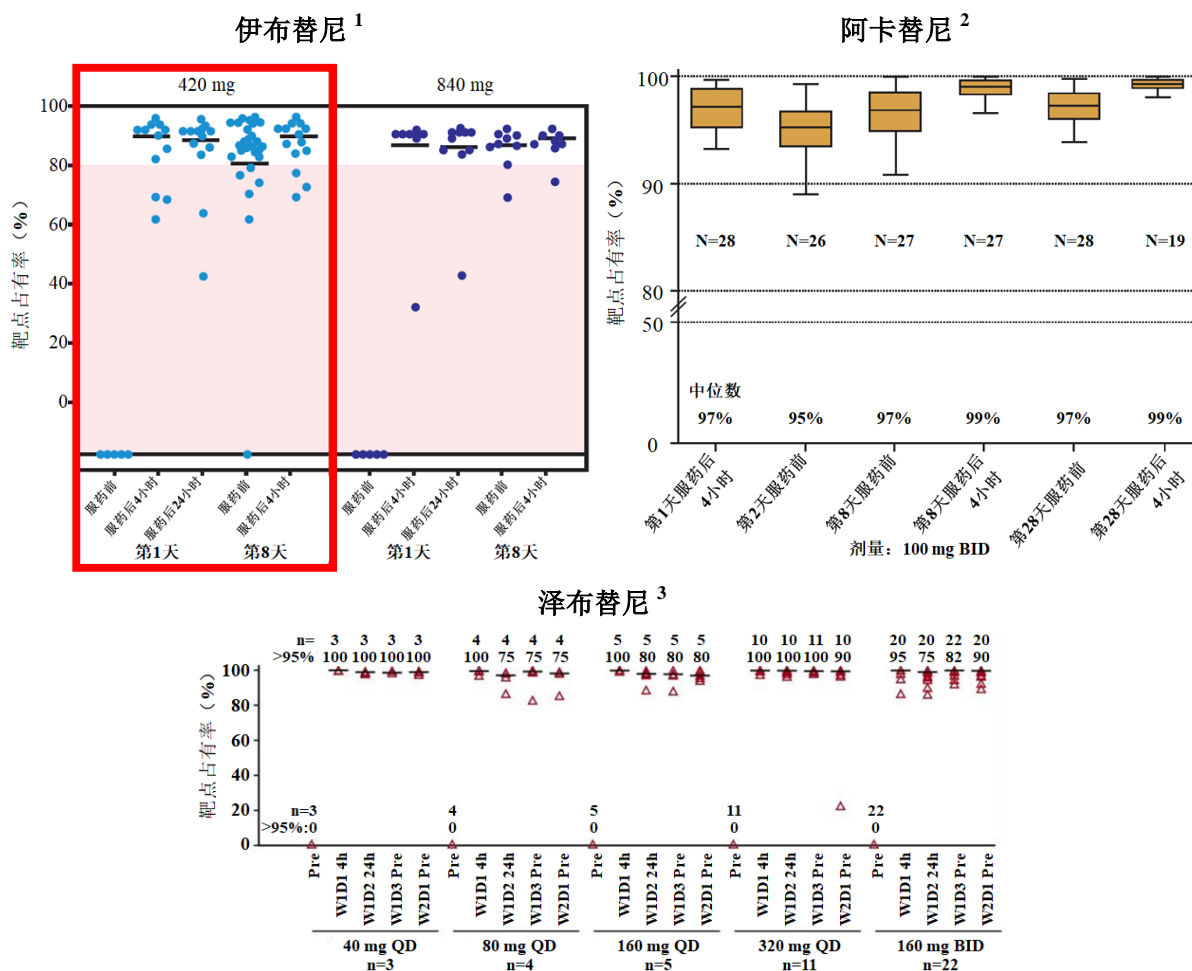 伊布替尼 1
420 mg
840 mg
靶点占有率（%）
100
80
60
40
20
0
服药前
服药后4小时
服药后24小时
服药前
服药后4小时
服药前
服药后4小时
服药后24小时
服药前
服药后4小时
第1天
第8天
第1天
第8天
阿卡替尼 2
靶点占有率（%）
100
90
80
50
0
N=28 N=26 N=27 N=27 N=28 N=19
中位数
97% 95% 97% 99% 97% 99%
第1天服药后
4小时
第2天服药前
第8天服药前
第8天服药后
4小时
第28天服药前
第28天服药后
4小时
剂量：100 mg BID
泽布替尼 3
n= 3 3 3 3 4 4 4 4 5 5 5 5 10 10 11 10 20 20 22 20
>95% 100 100 100 100 100 75 75 75 100 80 80 80 100 100 100 90 95 75 82 90
靶点占有率（%）
100
80
60
40
20
0
n=3 4 5 11 22
>95%:0 0 0 0 0
Pre W1D1 4h W1D2 24h W1D3 Pre W2D1 Pre
Pre W1D1 4h W1D2 24h W1D3 Pre W2D1 Pre
Pre W1D1 4h W1D2 24h W1D3 Pre W2D1 Pre
Pre W1D1 4h W1D2 24h W1D3 Pre W2D1 Pre
Pre W1D1 4h W1D2 24h W1D3 Pre W2D1 Pre
40 mg QD 80 mg QD 160 mg QD 320 mg QD 160 mg BID
n=3 n=4 n=5 n=11 n=22